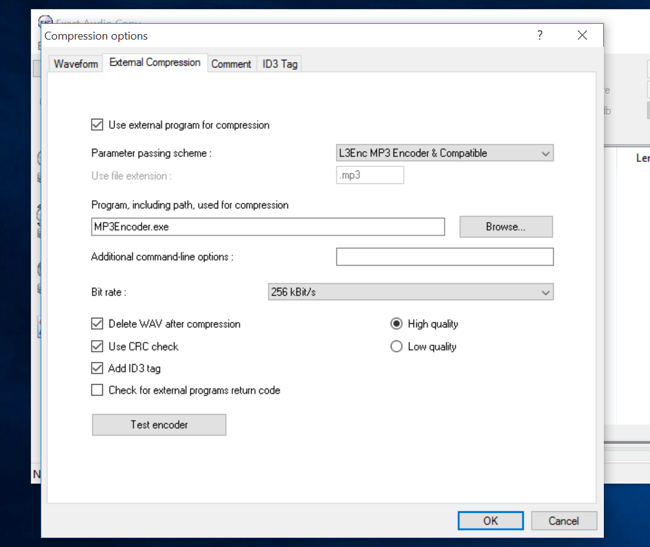 Exact Audio Copy
Compression options
?
Waveform
External Compression
Comment
ID3 Tag
Use external program for compression
Parameter passing scheme :
L3Enc MP3 Encoder & Compatible
Use file extension :
.mp3
Program, including path, used for compression
MP3Encoder.exe
Browse...
Additional command-line options :
Bit rate :
256 kBit/s
Delete WAV after compression
High quality
Use CRC check
Low quality
Add ID3 tag
Check for external programs return code
Test encoder
OK
Cancel